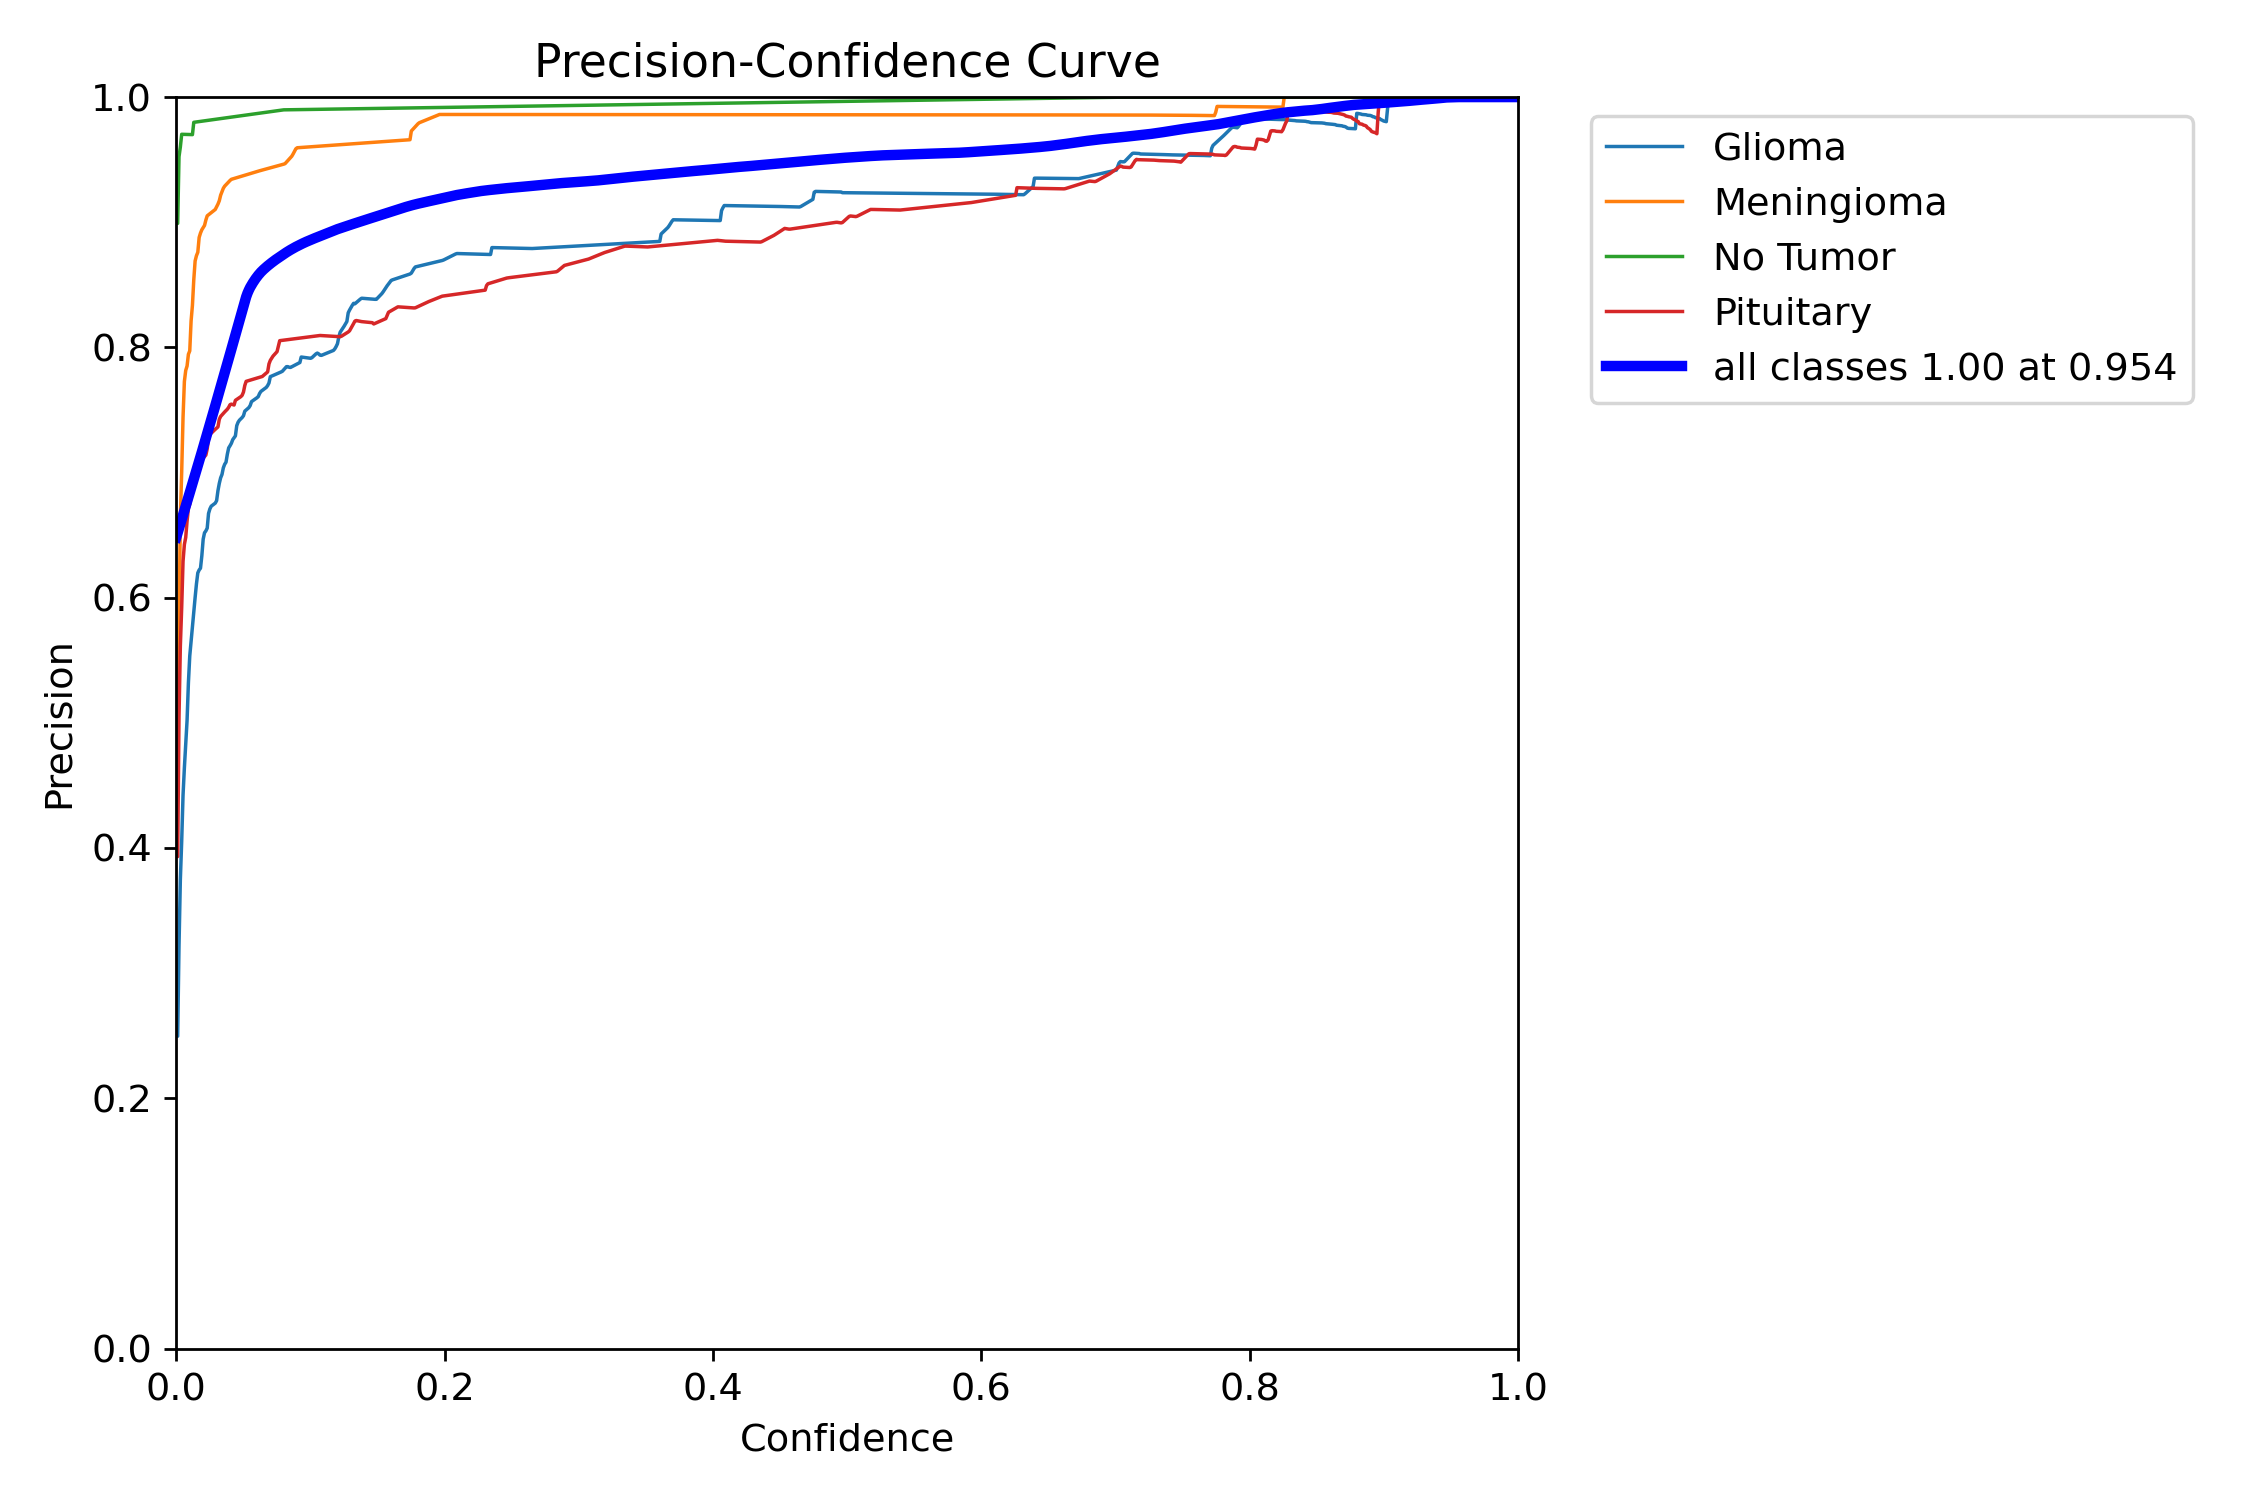 Precision-Confidence Curve
1.0
0.8
0.6
0.4
0.2
0.0
Precision
0.0 0.2 0.4 0.6 0.8 1.0
Confidence
Glioma
Meningioma
No Tumor
Pituitary
all classes 1.00 at 0.954